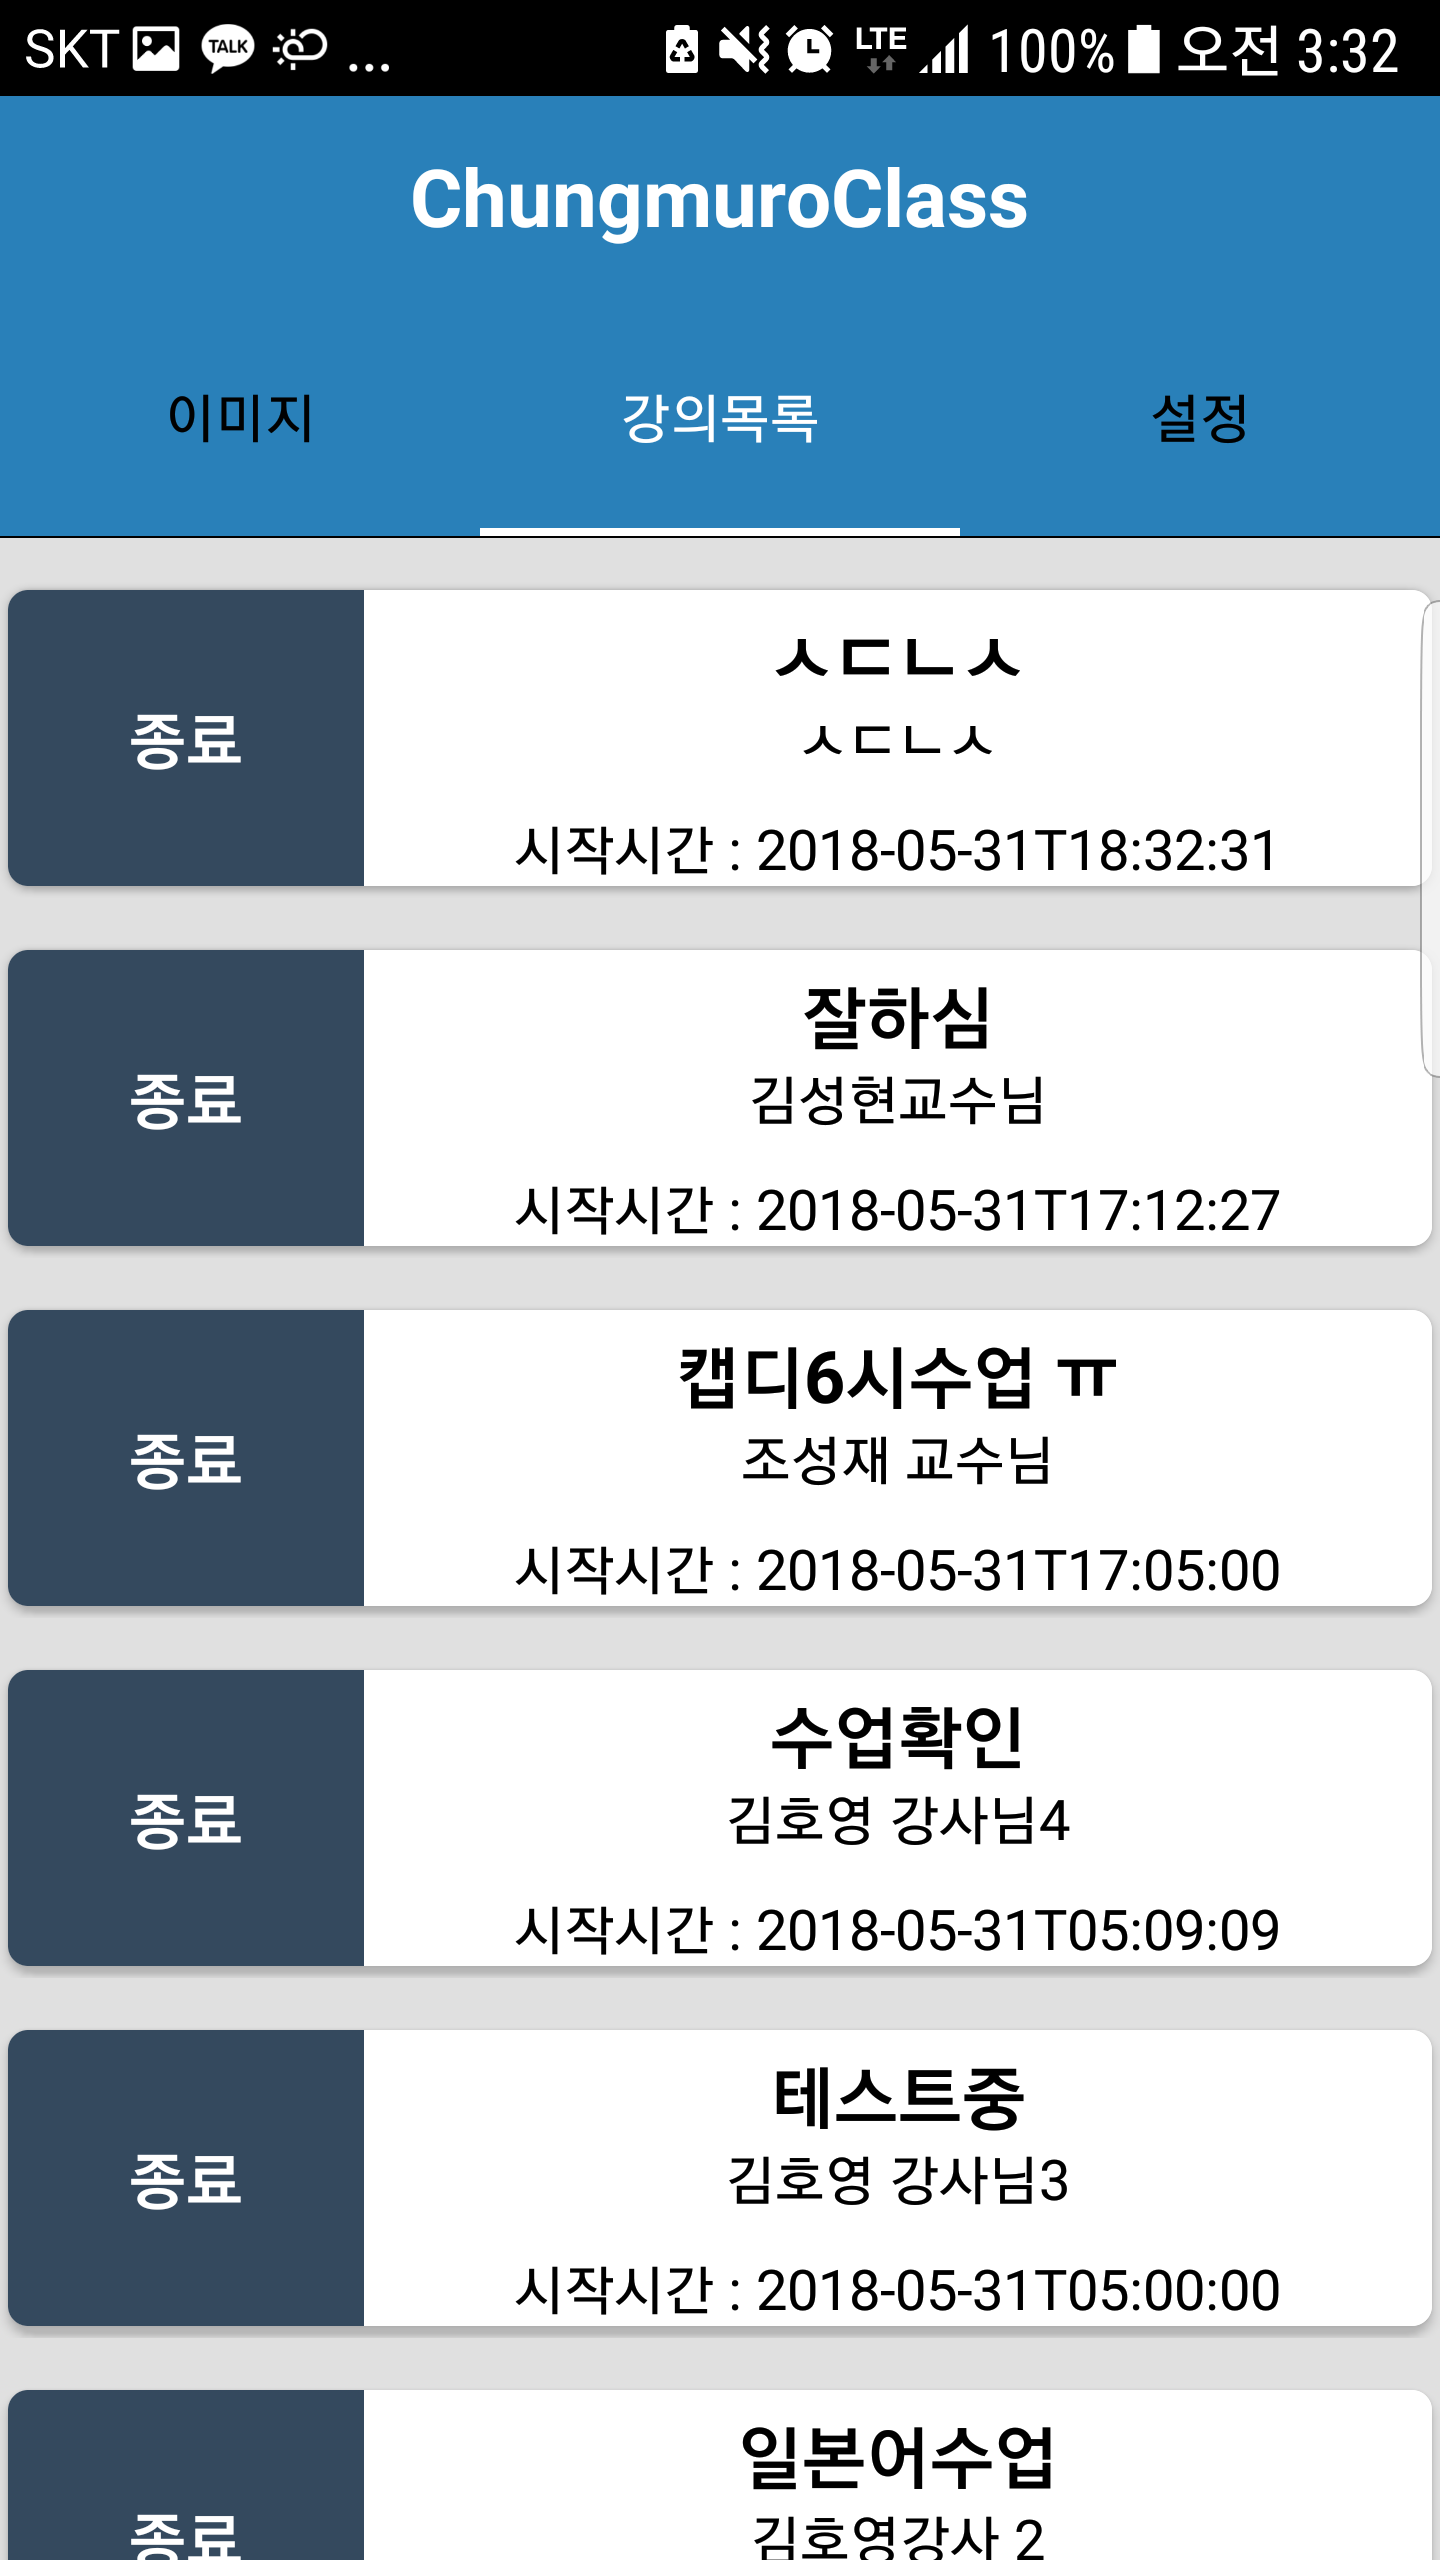 SKT TALK ... LTE 100% 오전 3:32
ChungmuroClass
이미지 강의목록 설정
ㅅㄷㄴㅅ
ㅅㄷㄴㅅ
종료
시작시간 : 2018-05-31T18:32:31
잘하심
김성현교수님
종료
시작시간 : 2018-05-31T17:12:27
캡디6시수업 ㅠ
조성재 교수님
종료
시작시간 : 2018-05-31T17:05:00
수업확인
김호영 강사님4
종료
시작시간 : 2018-05-31T05:09:09
테스트중
김호영 강사님3
종료
시작시간 : 2018-05-31T05:00:00
일본어수업
김호영강사 2
종료